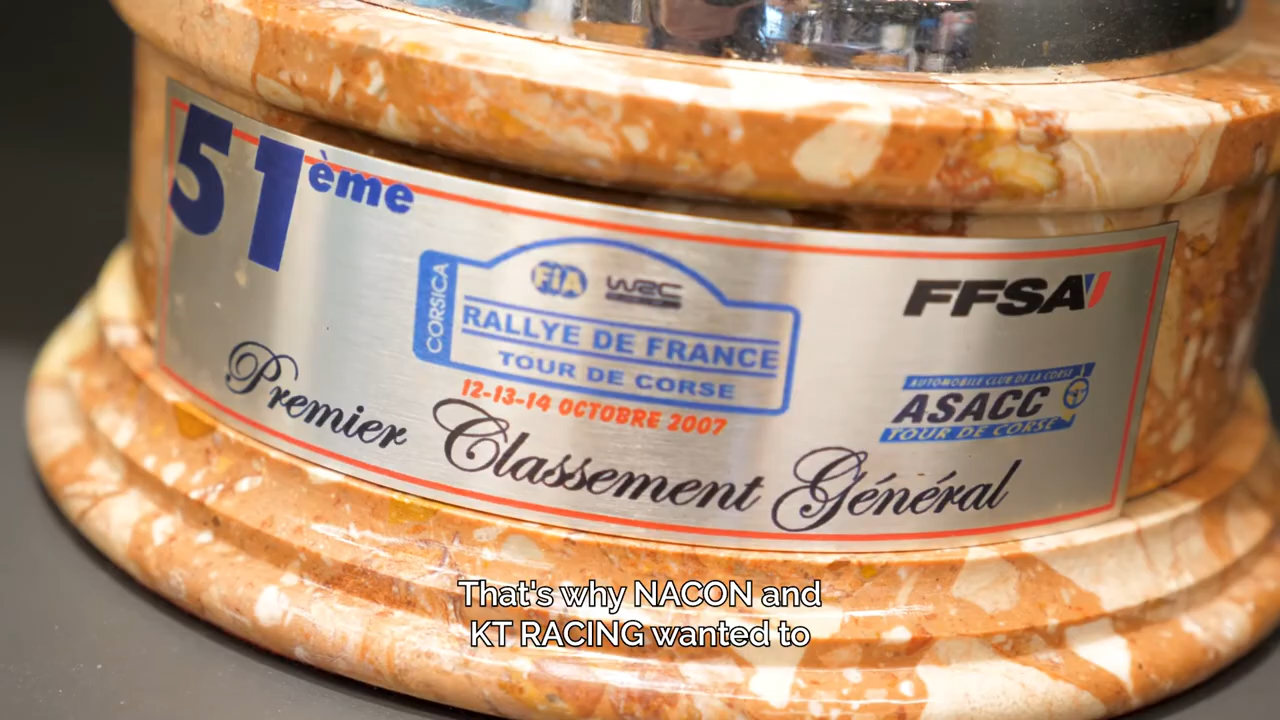 51ème
CORSICA
FIA WRC
RALLYE DE FRANCE
TOUR DE CORSE
12-13-14 OCTOBRE 2007
FFSA
AUTOMOBILE CLUB DE LA CORSE
ASACC
TOUR DE CORSE
Premier Classement Général
That's why NACON and
KT RACING wanted to